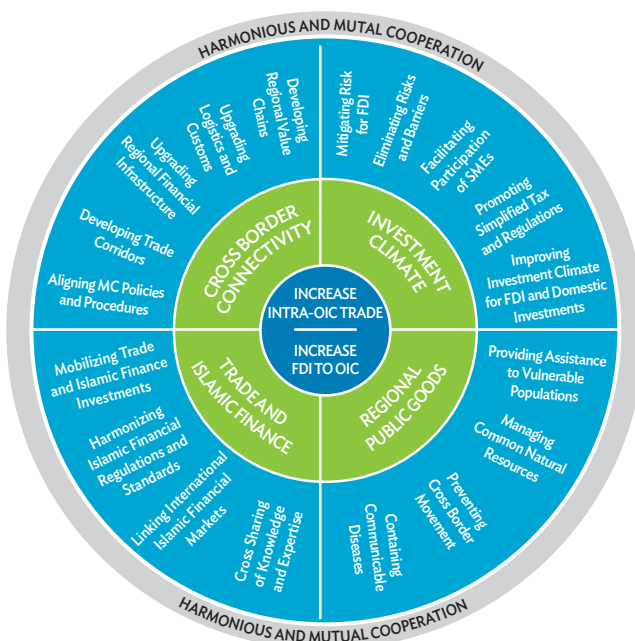 HARMONIOUS AND MUTAL COOPERATION
Developing
Regional Value
Chains
Upgrading
Logistics and
Customs
Upgrading
Regional Financial
Infrastructure
Developing Trade
Corridors
Aligning MC Policies
and Procedures
Mitigating Risk
for FDI
Eliminating Risks
and Barriers
Facilitating
Participation
of SMEs
Promoting
Simplified Tax
and Regulations
Improving
Investment Climate
for FDI and Domestic
Investments
CROSS BORDER
CONNECTIVITY
INVESTMENT
CLIMATE
INCREASE
INTRA-OIC TRADE
INCREASE
FDI TO OIC
TRADE AND
ISLAMIC FINANCE
REGIONAL
PUBLIC GOODS
Mobilizing Trade
and Islamic Finance
Investments
Harmonizing
Islamic Financial
Regulations and
Standards
Linking International
Islamic Financial
Markets
Cross Sharing
of Knowledge
and Expertise
Providing Assistance
to Vulnerable
Populations
Managing
Common Natural
Resources
Preventing
Cross Border
Movement
Containing
Communicable
Diseases
HARMONIOUS AND MUTUAL COOPERATION